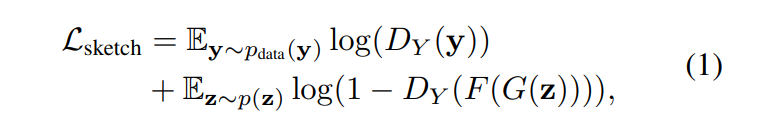 ℒ_sketch = 𝔼_{𝐲∼p_data(𝐲)} log(D_Y(𝐲))
+ 𝔼_{𝐳∼p(𝐳)} log(1 − D_Y(F(G(𝐳)))), (1)